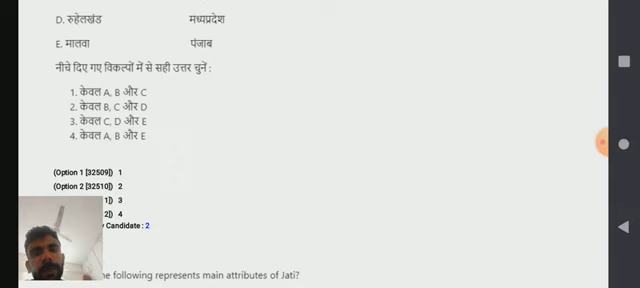 D. रुहेलखंड मध्यप्रदेश
E. मालवा पंजाब
नीचे दिए गए विकल्पों में से सही उत्तर चुनें :
1. केवल A, B और C
2. केवल B, C और D
3. केवल C, D और E
4. केवल A, B और E
(Option 1 [32509]) 1
(Option 2 [32510]) 2
1]) 3
2]) 4
Candidate : 2
he following represents main attributes of Jati?